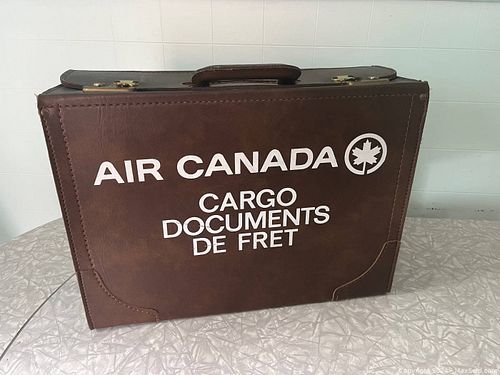 AIR CANADA
CARGO
DOCUMENTS
DE FRET